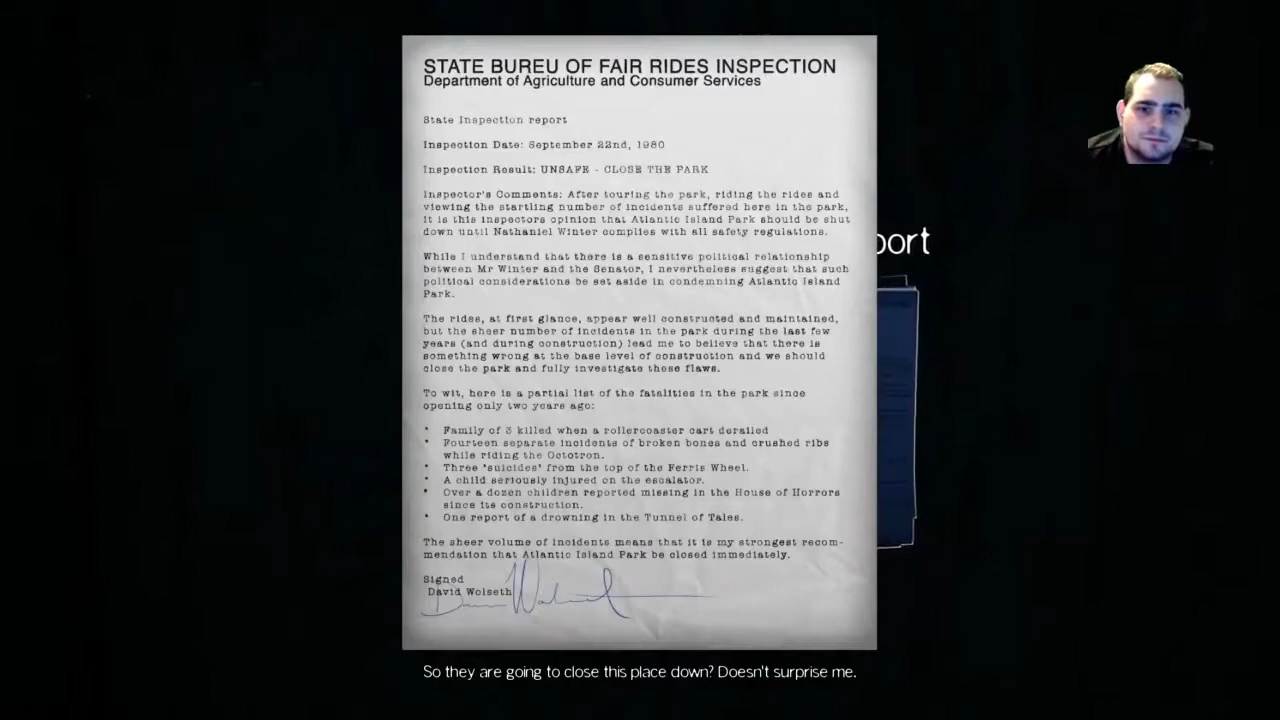 STATE BUREU OF FAIR RIDES INSPECTION
Department of Agriculture and Consumer Services
State Inspection report
Inspection Date: September 22nd, 1980
Inspection Result: UNSAFE - CLOSE THE PARK
Inspector's Comments: After touring the park, riding the rides and
viewing the startling number of incidents suffered here in the park,
it is this inspectors opinion that Atlantic Island Park should be shut
down until Nathaniel Winter complies with all safety regulations.
While I understand that there is a sensitive political relationship
between Mr Winter and the Senator, I nevertheless suggest that such
political considerations be set aside in condemning Atlantic Island
Park.
The rides, at first glance, appear well constructed and maintained,
but the sheer number of incidents in the park during the last few
years (and during construction) lead me to believe that there is
something wrong at the base level of construction and we should
close the park and fully investigate these flaws.
To wit, here is a partial list of the fatalities in the park since
opening only two years ago:
* Family of 3 killed when a rollercoaster cart derailed
* Fourteen separate incidents of broken bones and crushed ribs
while riding the Octotron.
* Three 'suicides' from the top of the Ferris Wheel.
* A child seriously injured on the escalator.
* Over a dozen children reported missing in the House of Horrors
since its construction.
* One report of a drowning in the Tunnel of Tales.
The sheer volume of incidents means that it is my strongest recom-
mendation that Atlantic Island Park be closed immediately.
Signed
David Wolseth
port
So they are going to close this place down? Doesn't surprise me.